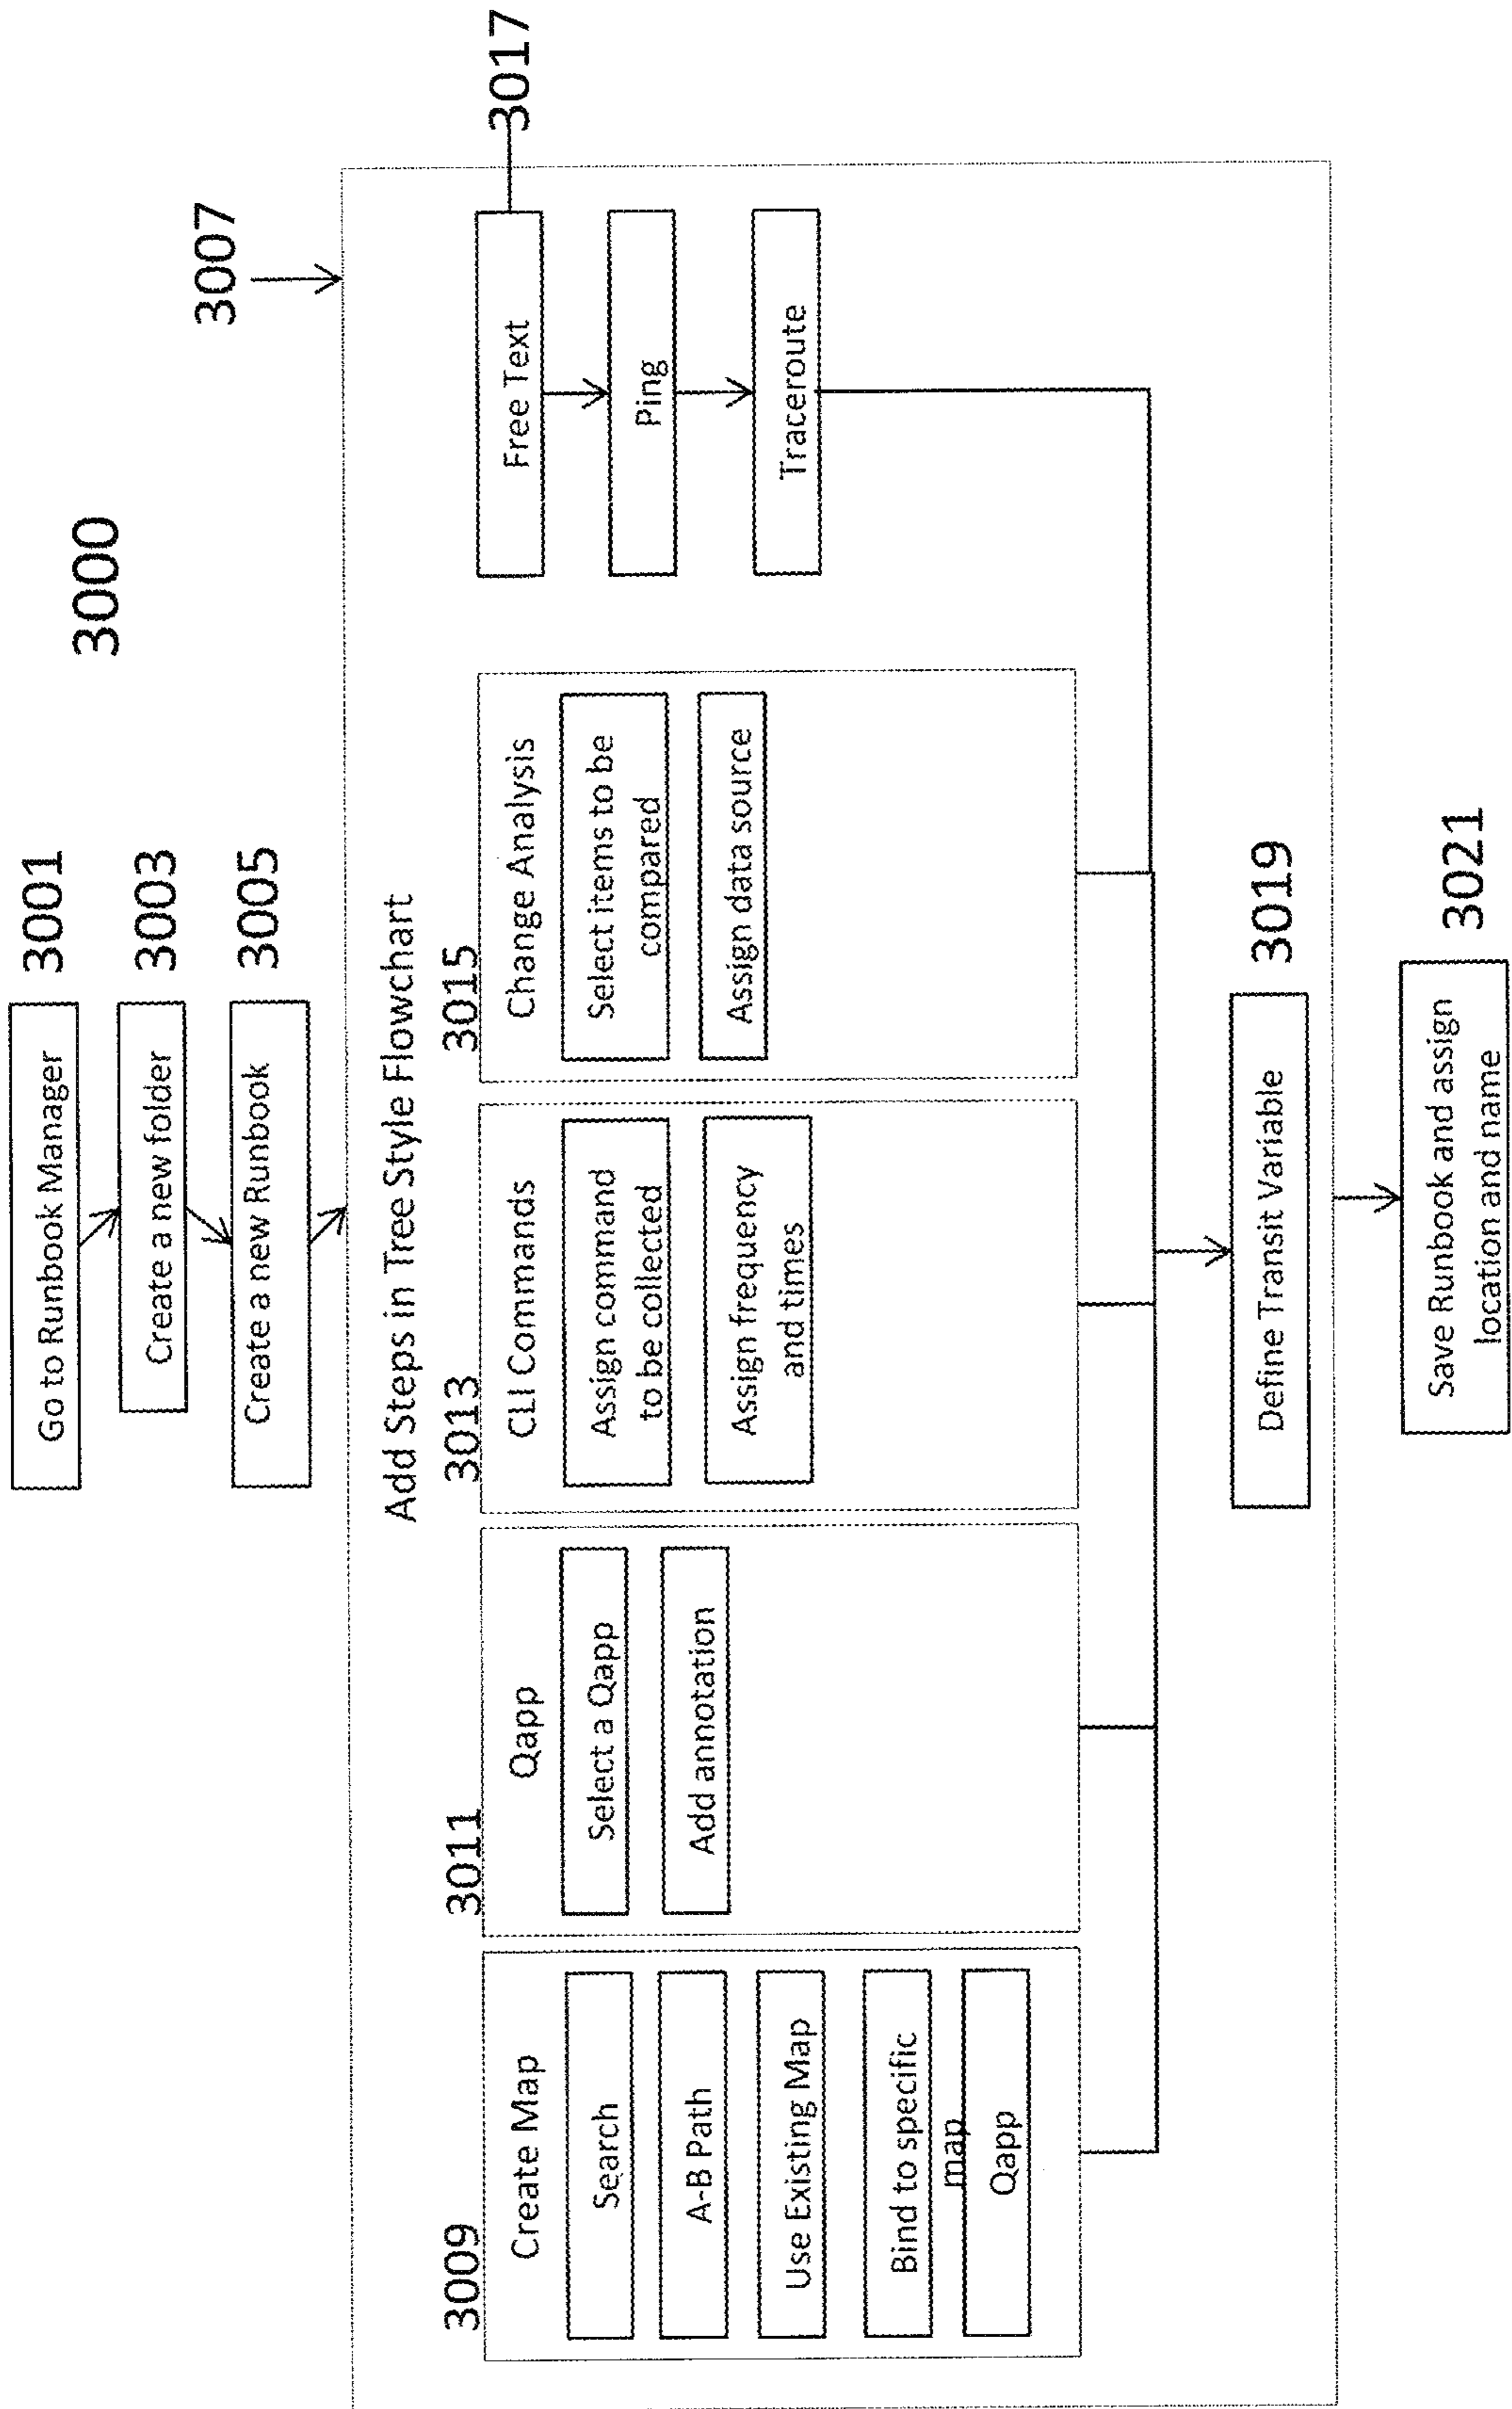 3000
Go to Runbook Manager
3001
Create a new folder
3003
Create a new Runbook
3005
3007
Add Steps in Tree Style Flowchart
3009
Create Map
Search
A-B Path
Use Existing Map
Bind to specific
map
Qapp
3011
Qapp
Select a Qapp
Add annotation
3013
CLI Commands
Assign command
to be collected
Assign frequency
and times
3015
Change Analysis
Select items to be
compared
Assign data source
3017
Free Text
Ping
Traceroute
Define Transit Variable
3019
Save Runbook and assign
location and name
3021